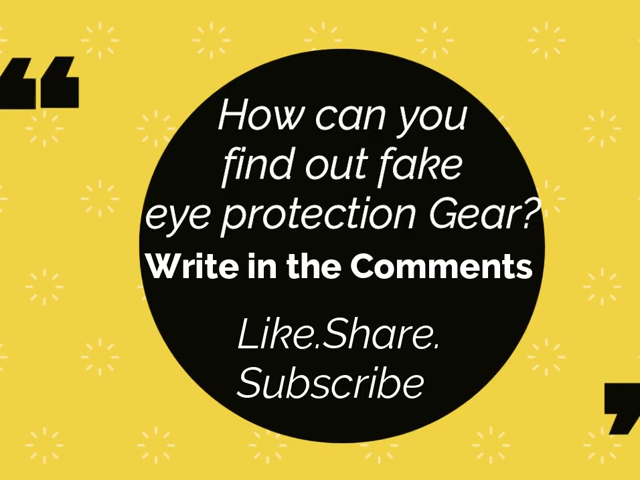 How can you
find out fake
eye protection Gear?
Write in the Comments
Like.Share.
Subscribe